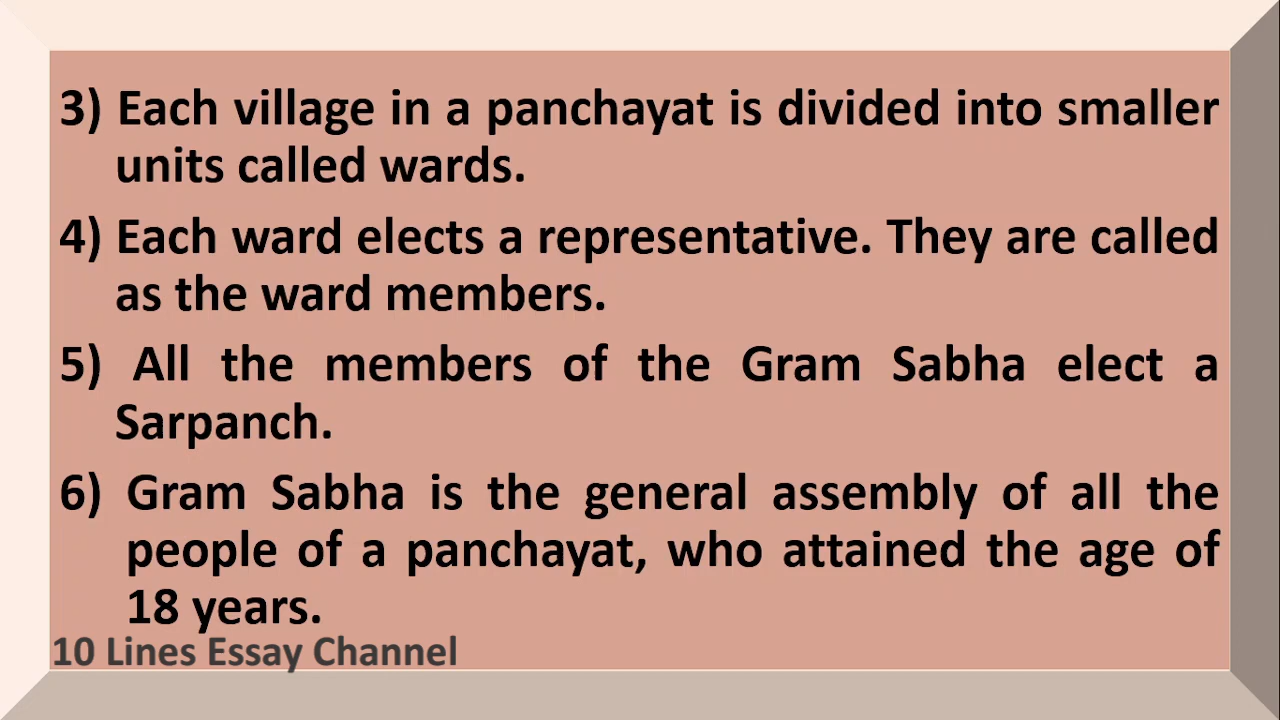 3) Each village in a panchayat is divided into smaller
units called wards.
4) Each ward elects a representative. They are called
as the ward members.
5) All the members of the Gram Sabha elect a
Sarpanch.
6) Gram Sabha is the general assembly of all the
people of a panchayat, who attained the age of
18 years.
10 Lines Essay Channel